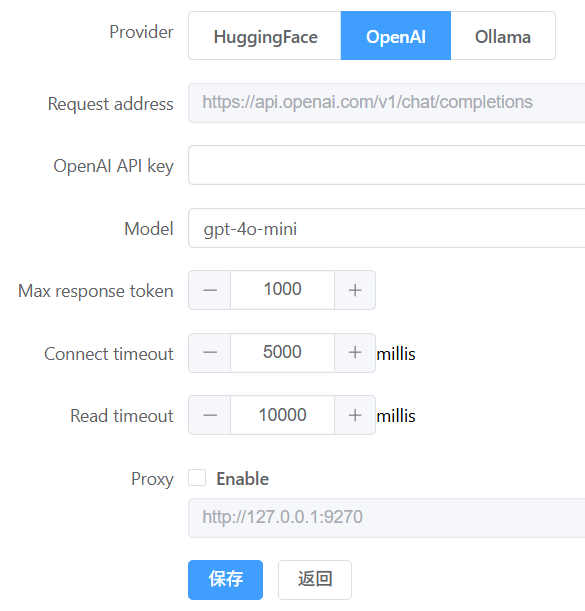 Provider HuggingFace OpenAI Ollama
Request address https://api.openai.com/v1/chat/completions
OpenAI API key
Model gpt-4o-mini
Max response token 1000
Connect timeout 5000 millis
Read timeout 10000 millis
Proxy Enable
http://127.0.0.1:9270
保存 返回